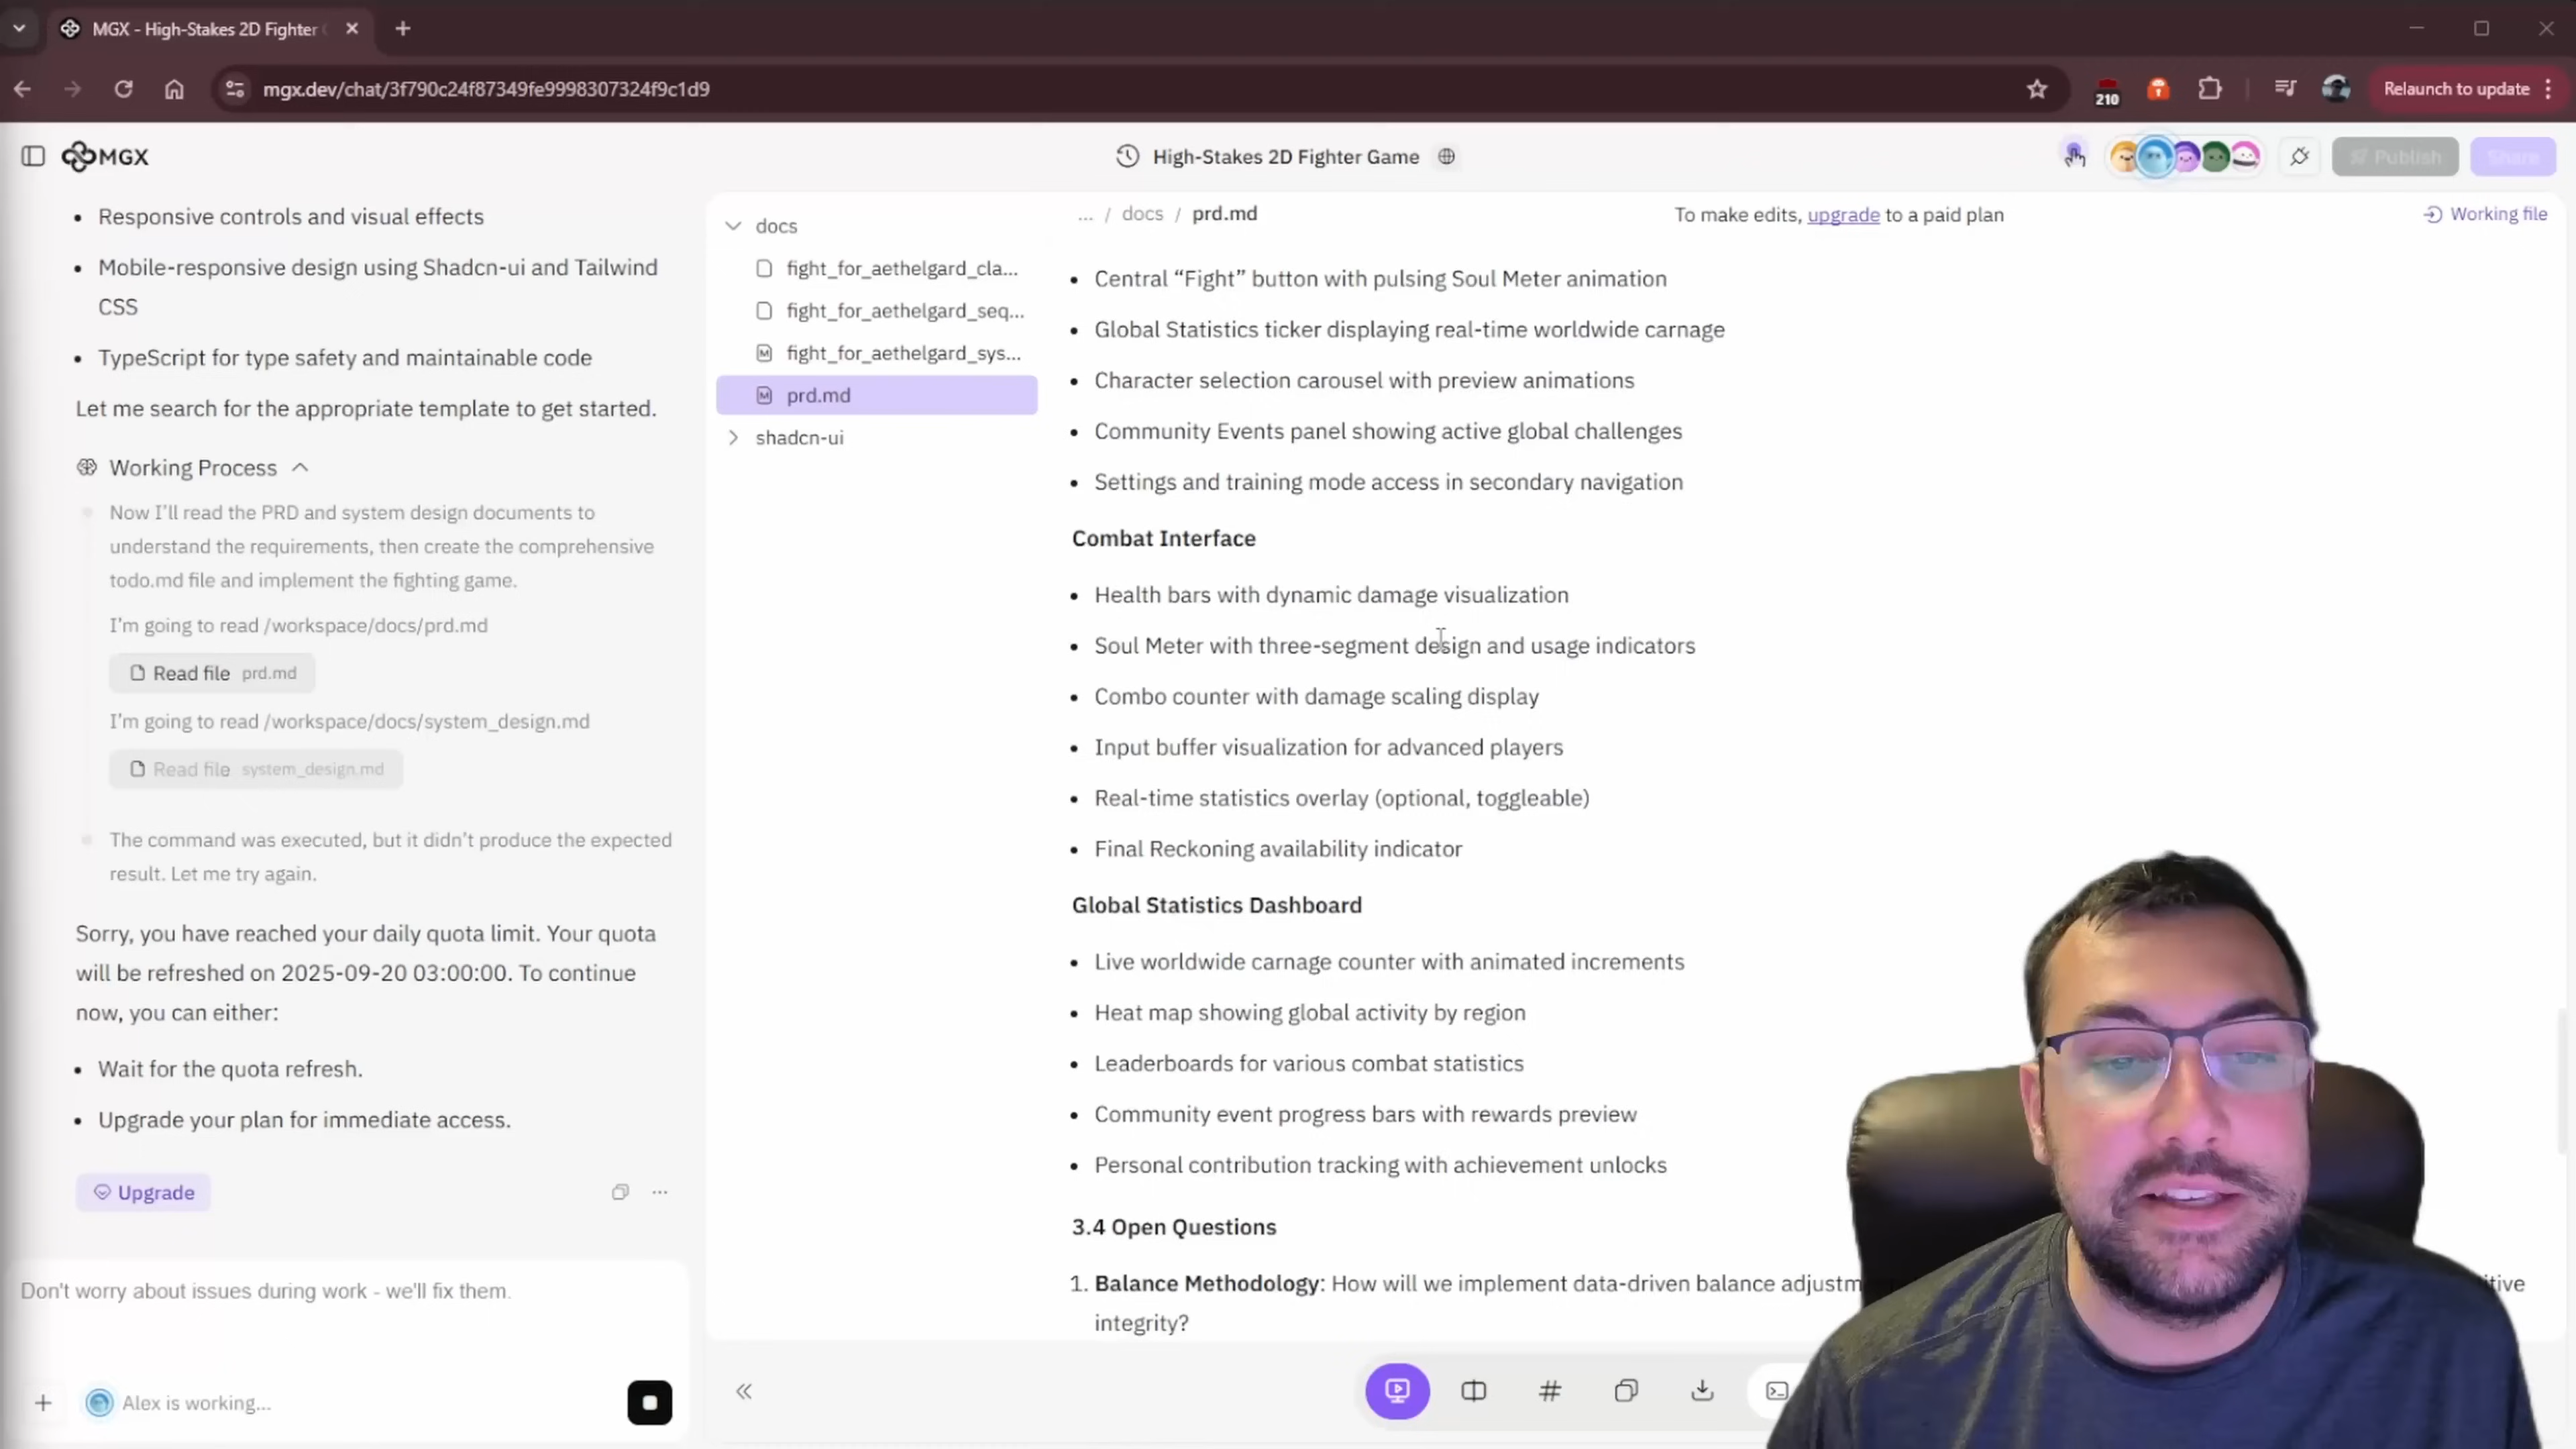 MGX - High-Stakes 2D Fighter
mgx.dev/chat/3f790c24f87349fe9998307324f9c1d9
210
Relaunch to update
MGX
High-Stakes 2D Fighter Game
Publish
Share
Responsive controls and visual effects
Mobile-responsive design using Shadcn-ui and Tailwind
CSS
TypeScript for type safety and maintainable code
Let me search for the appropriate template to get started.
Working Process
Now I'll read the PRD and system design documents to
understand the requirements, then create the comprehensive
todo.md file and implement the fighting game.
I'm going to read /workspace/docs/prd.md
Read file prd.md
I'm going to read /workspace/docs/system_design.md
Read file system_design.md
The command was executed, but it didn't produce the expected
result. Let me try again.
Sorry, you have reached your daily quota limit. Your quota
will be refreshed on 2025-09-20 03:00:00. To continue
now, you can either:
Wait for the quota refresh.
Upgrade your plan for immediate access.
Upgrade
Don't worry about issues during work - we'll fix them.
Alex is working...
docs
fight_for_aethelgard_cla...
fight_for_aethelgard_seq...
fight_for_aethelgard_sys...
prd.md
shadcn-ui
... / docs / prd.md
To make edits, upgrade to a paid plan
Working file
Central “Fight” button with pulsing Soul Meter animation
Global Statistics ticker displaying real-time worldwide carnage
Character selection carousel with preview animations
Community Events panel showing active global challenges
Settings and training mode access in secondary navigation
Combat Interface
Health bars with dynamic damage visualization
Soul Meter with three-segment design and usage indicators
Combo counter with damage scaling display
Input buffer visualization for advanced players
Real-time statistics overlay (optional, toggleable)
Final Reckoning availability indicator
Global Statistics Dashboard
Live worldwide carnage counter with animated increments
Heat map showing global activity by region
Leaderboards for various combat statistics
Community event progress bars with rewards preview
Personal contribution tracking with achievement unlocks
3.4 Open Questions
1. Balance Methodology: How will we implement data-driven balance
integrity?